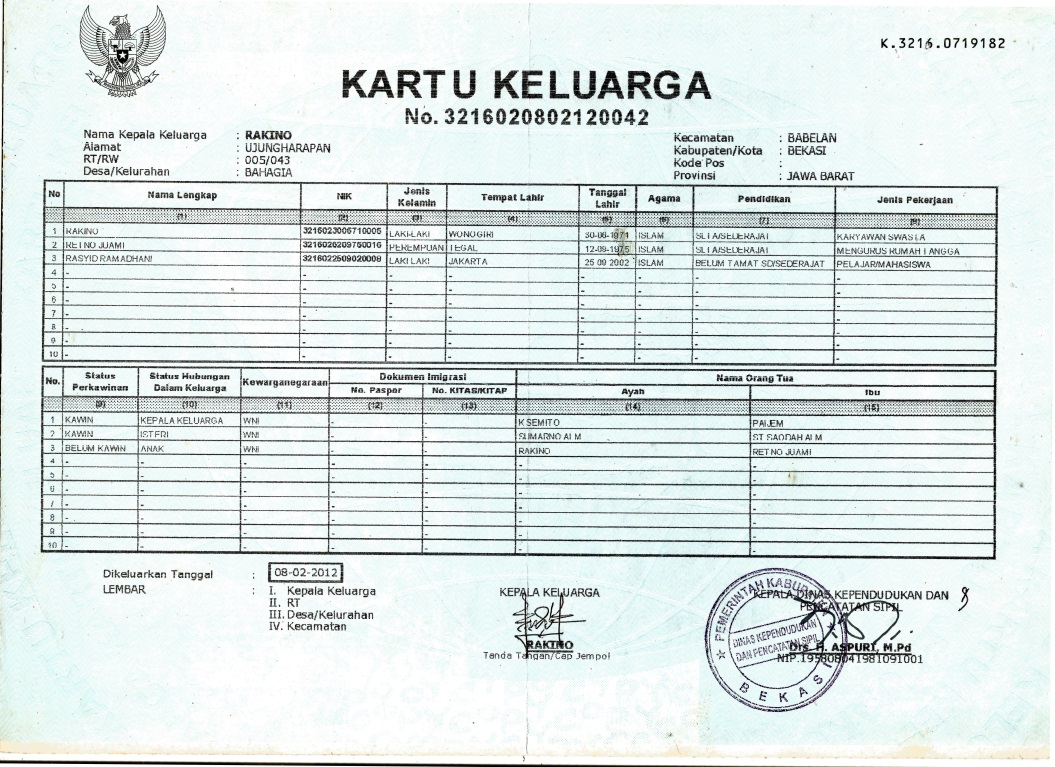 K.3216.0719182
KARTU KELUARGA
No. 3216020802120042
Nama Kepala Keluarga : RAKINO
Alamat : UJUNGHARAPAN
RT/RW : 005/043
Desa/Kelurahan : BAHAGIA
Kecamatan : BABELAN
Kabupaten/Kota : BEKASI
Kode Pos :
Provinsi : JAWA BARAT
No Nama Lengkap NIK Jenis Kelamin Tempat Lahir Tanggal Lahir Agama Pendidikan Jenis Pekerjaan
(1) (2) (3) (4) (5) (6) (7) (8)
1 RAKINO 3216023006710005 LAKI-LAKI WONOGIRI 30-06-1971 ISLAM SLTA/SEDERAJAT KARYAWAN SWASTA
2 RETNO JUAMI 3216026209750016 PEREMPUAN TEGAL 12-09-1975 ISLAM SLTA/SEDERAJAT MENGURUS RUMAH TANGGA
3 RASYID RAMADHANI 3216022509020009 LAKI LAKI JAKARTA 25 09 2002 ISLAM BELUM TAMAT SD/SEDERAJAT PELAJAR/MAHASISWA
4 - - - - - - - -
5 - - - - - - - -
6 - - - - - - - -
7 - - - - - - - -
8 - - - - - - - -
9 - - - - - - - -
10 - - - - - - - -
No. Status Perkawinan Status Hubungan Dalam Keluarga Kewarganegaraan Dokumen Imigrasi Nama Orang Tua
No. Paspor No. KITAS/KITAP Ayah Ibu
(9) (10) (11) (12) (13) (14) (15)
1 KAWIN KEPALA KELUARGA WNI - - K SEMITO PAIJEM
2 KAWIN ISTERI WNI - - SUMARNO ALM ST SAODAH ALM
3 BELUM KAWIN ANAK WNI - - RAKINO RETNO JUAMI
4 - - - - - - -
5 - - - - - - -
6 - - - - - - -
7 - - - - - - -
8 - - - - - - -
9 - - - - - - -
10 - - - - - - -
Dikeluarkan Tanggal : 08-02-2012
LEMBAR : I. Kepala Keluarga
II. RT
III. Desa/Kelurahan
IV. Kecamatan
KEPALA KELUARGA
RAKINO
Tanda Tangan/Cap Jempol
KEPALA DINAS KEPENDUDUKAN DAN
PENCATATAN SIPIL
Drs. H. ASPURI, M.Pd
NIP.195808041981091001
PEMERINTAH KABUPATEN
DINAS KEPENDUDUKAN
DAN PENCATATAN SIPIL
BEKASI